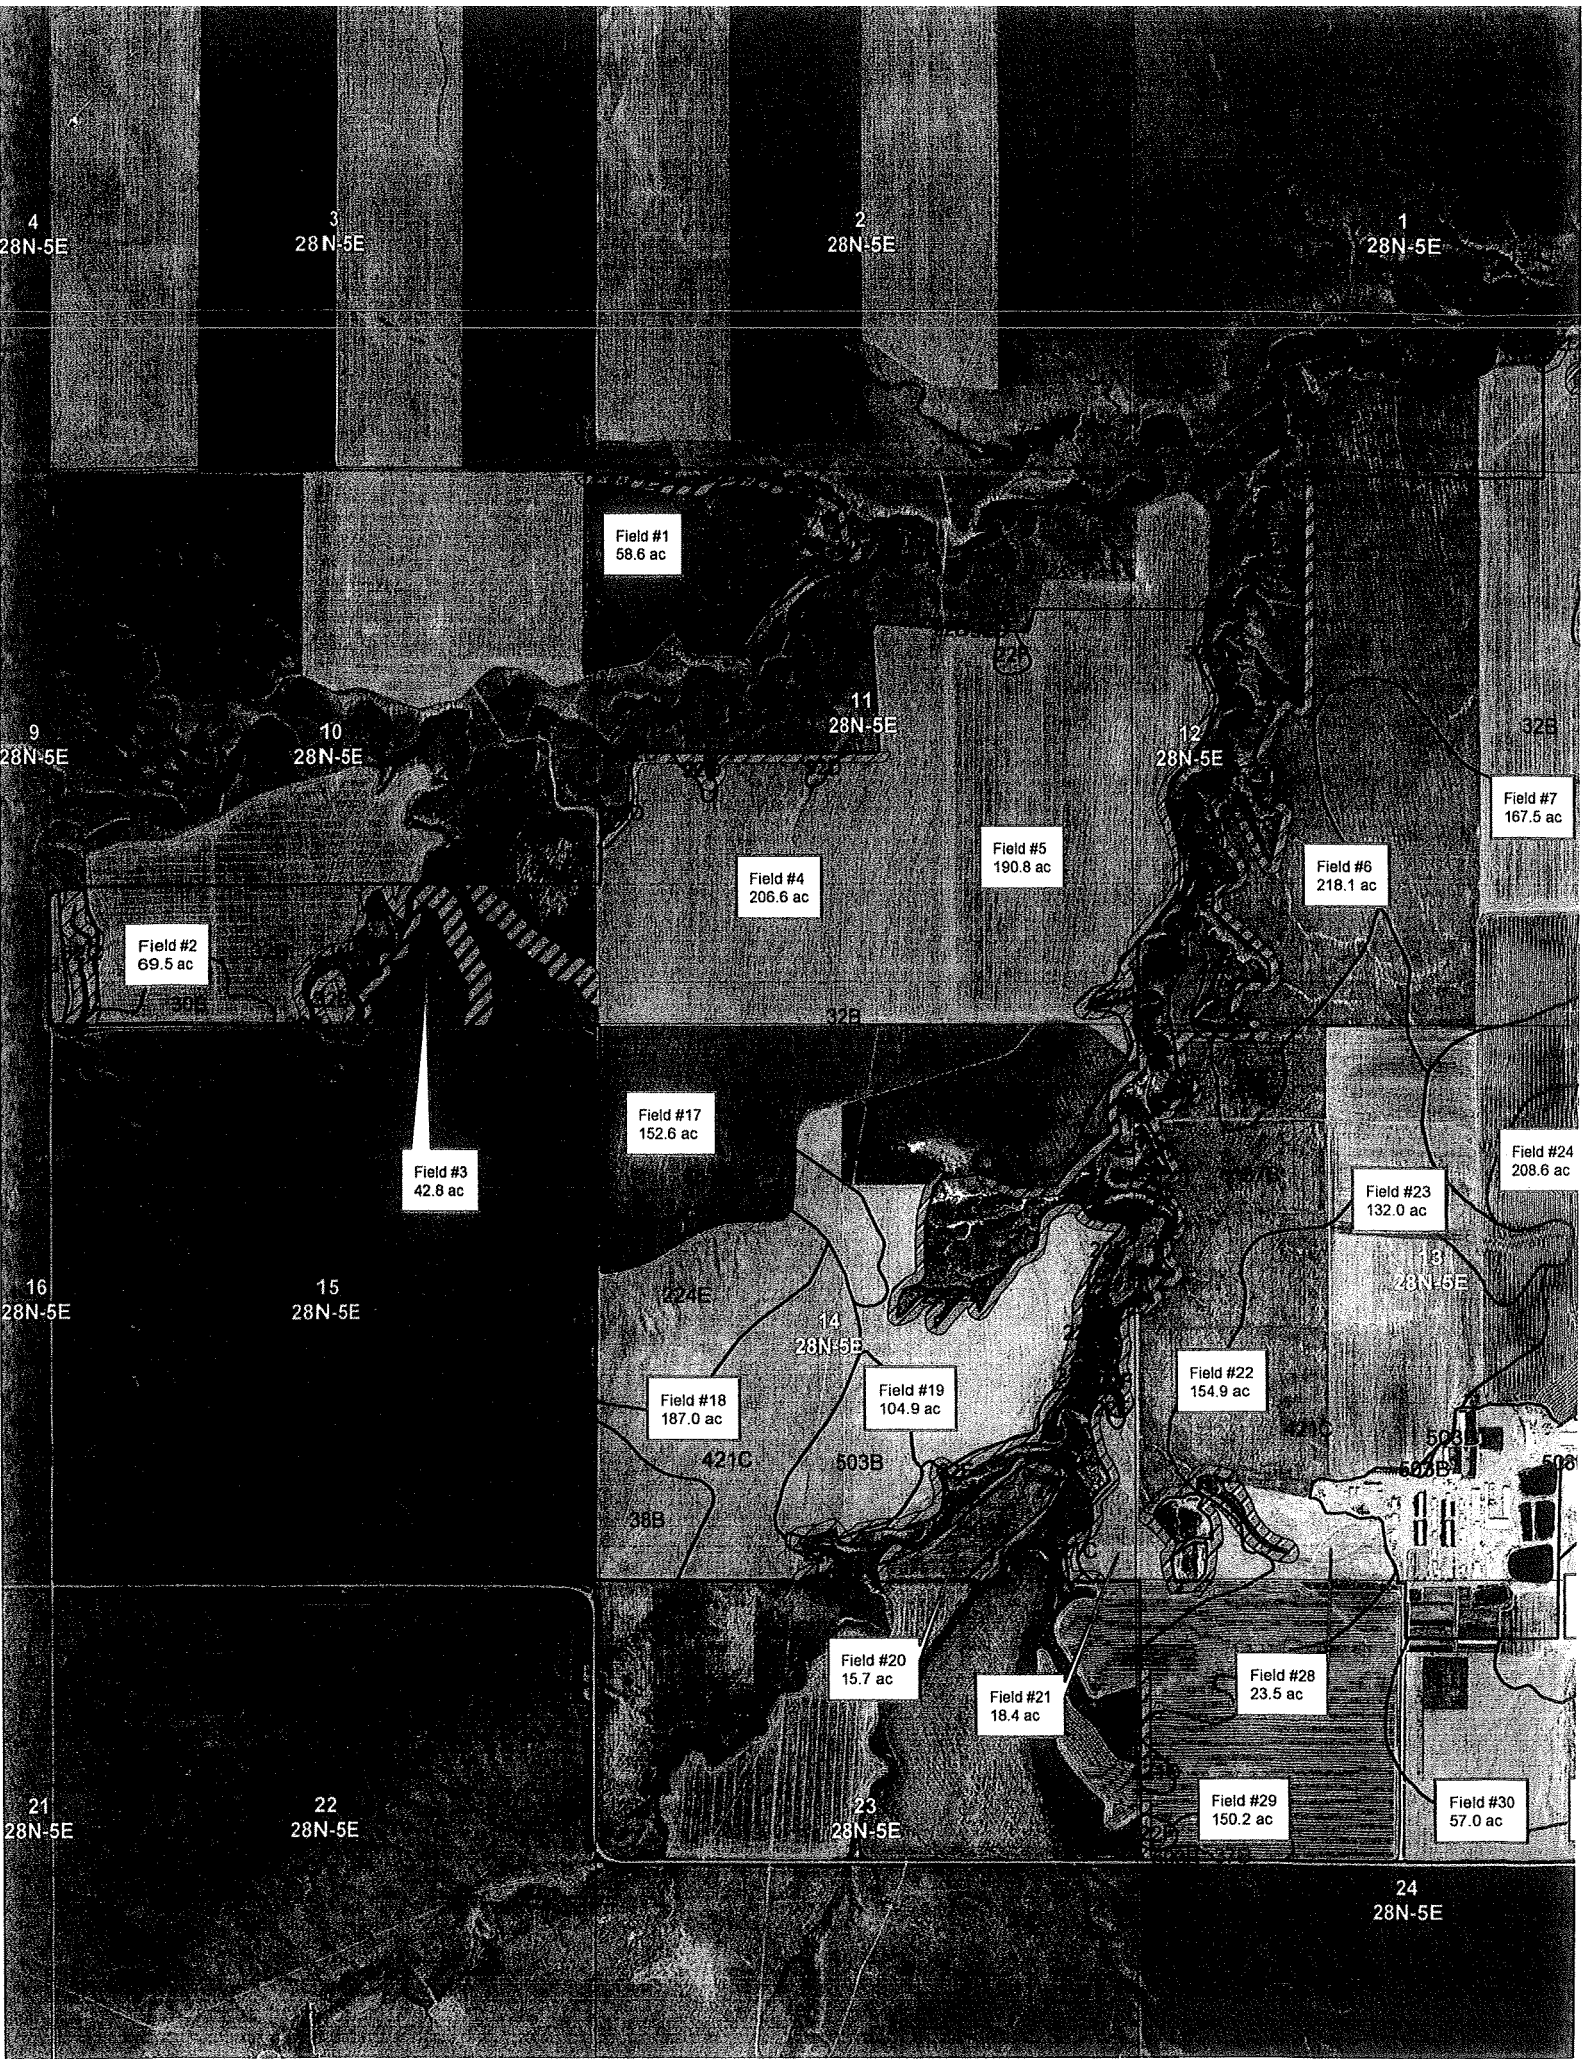 4
28N-5E
3
28N-5E
2
28N-5E
1
28N-5E
Field #1
58.6 ac
9
28N-5E
10
28N-5E
11
28N-5E
12
28N-5E
32B
Field #7
167.5 ac
Field #5
190.8 ac
Field #6
218.1 ac
Field #4
206.6 ac
Field #2
69.5 ac
30B
32B
Field #17
152.6 ac
Field #3
42.8 ac
Field #24
208.6 ac
Field #23
132.0 ac
16
28N-5E
15
28N-5E
224E
14
28N-5E
13
28N-5E
Field #18
187.0 ac
Field #19
104.9 ac
Field #22
154.9 ac
421C
421C
503B
503B
503B
38B
Field #20
15.7 ac
Field #21
18.4 ac
Field #28
23.5 ac
21
28N-5E
22
28N-5E
23
28N-5E
Field #29
150.2 ac
Field #30
57.0 ac
24
28N-5E